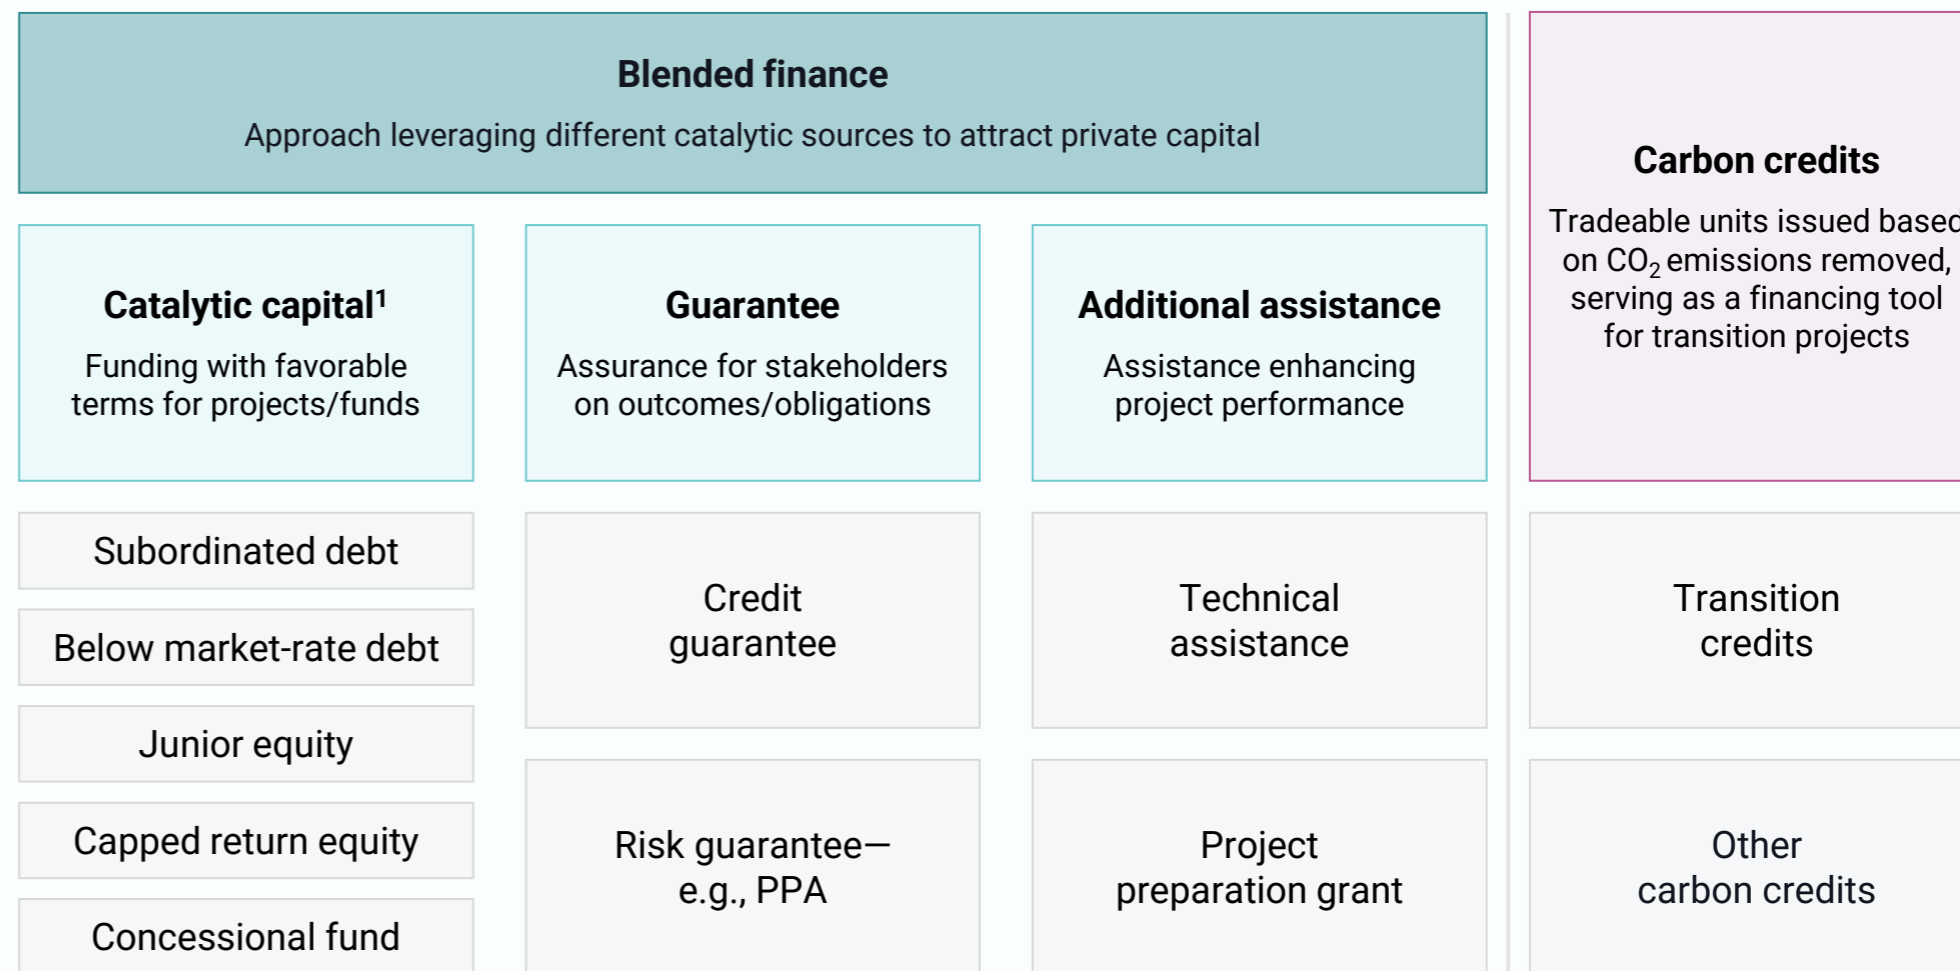 Blended finance
Approach leveraging different catalytic sources to attract private capital
Catalytic capital¹
Funding with favorable
terms for projects/funds
Subordinated debt
Below market-rate debt
Junior equity
Capped return equity
Concessional fund
Guarantee
Assurance for stakeholders
on outcomes/obligations
Credit
guarantee
Risk guarantee—
e.g., PPA
Additional assistance
Assistance enhancing
project performance
Technical
assistance
Project
preparation grant
Carbon credits
Tradeable units issued based
on CO₂ emissions removed,
serving as a financing tool
for transition projects
Transition
credits
Other
carbon credits